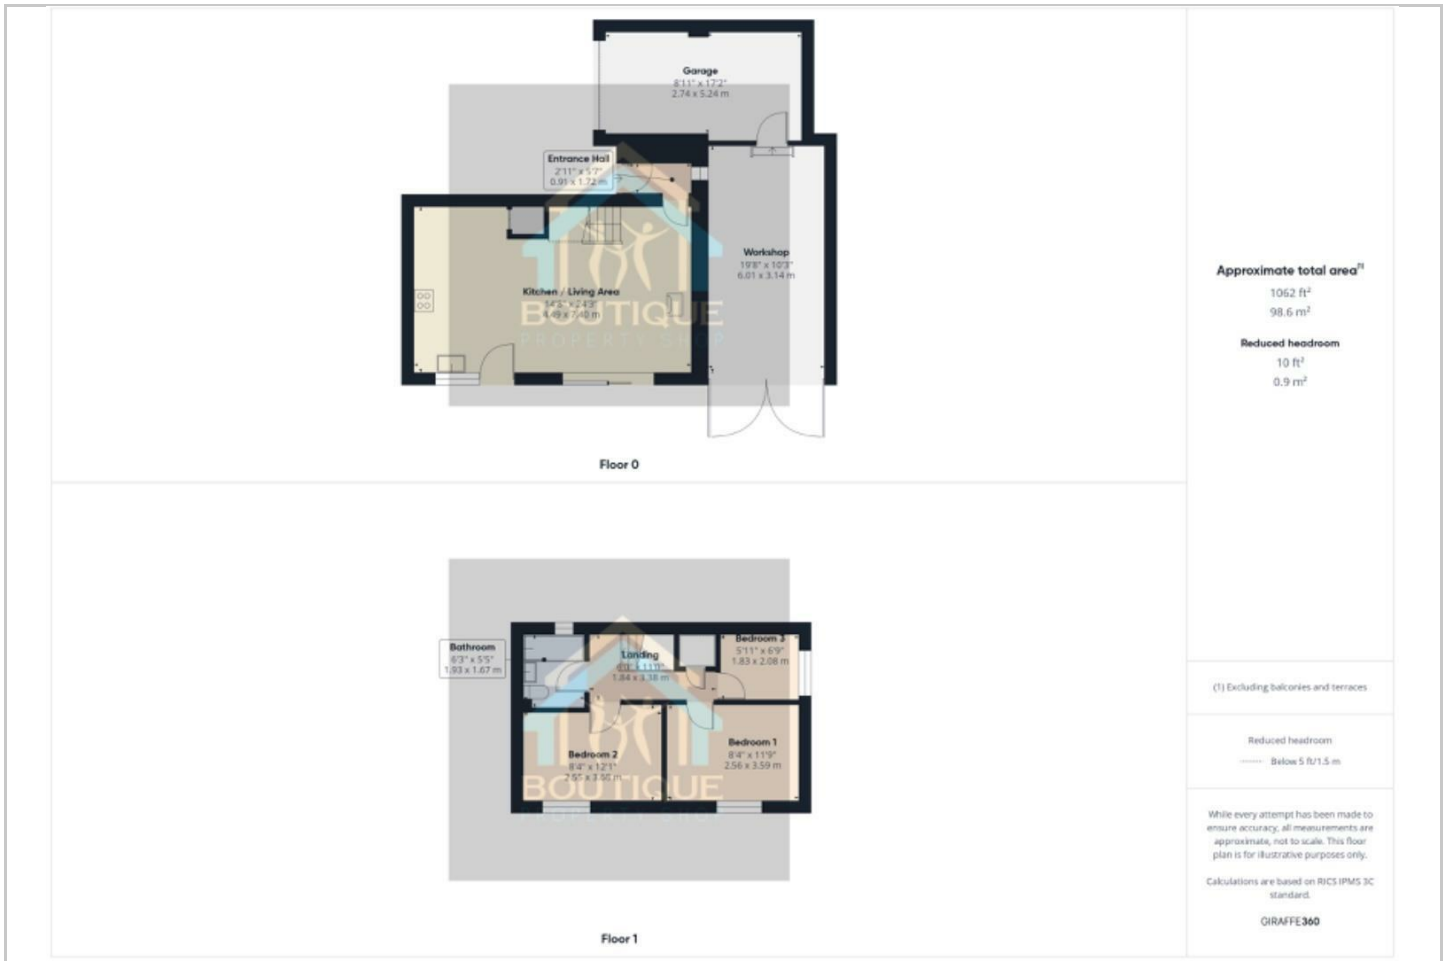 Garage
8'11" x 17'2"
2.74 x 5.24 m
Entrance Hall
2'11" x 5'7"
0.91 x 1.72 m
Workshop
19'8" x 10'3"
6.01 x 3.14 m
Kitchen / Living Area
4.49 x 7.40 m
BOUTIQUE
PROPERTY SHOP
Floor 0
Bathroom
6'3" x 5'5"
1.93 x 1.67 m
Landing
1.84 x 3.38 m
Bedroom 3
5'11" x 6'9"
1.83 x 2.08 m
Bedroom 2
8'4" x 12'1"
Bedroom 1
8'4" x 11'9"
2.56 x 3.59 m
BOUTIQUE
PROPERTY SHOP
Floor 1
Approximate total area⁽¹⁾
1062 ft²
98.6 m²
Reduced headroom
10 ft²
0.9 m²
(1) Excluding balconies and terraces
Reduced headroom
Below 5 ft/1.5 m
While every attempt has been made to
ensure accuracy, all measurements are
approximate, not to scale. This floor
plan is for illustrative purposes only.
Calculations are based on RICS IPMS 3C
standard.
GIRAFFE360